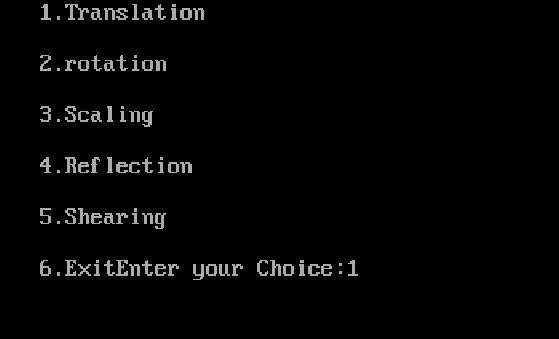 1.Translation
2.rotation
3.Scaling
4.Reflection
5.Shearing
6.ExitEnter your Choice:1